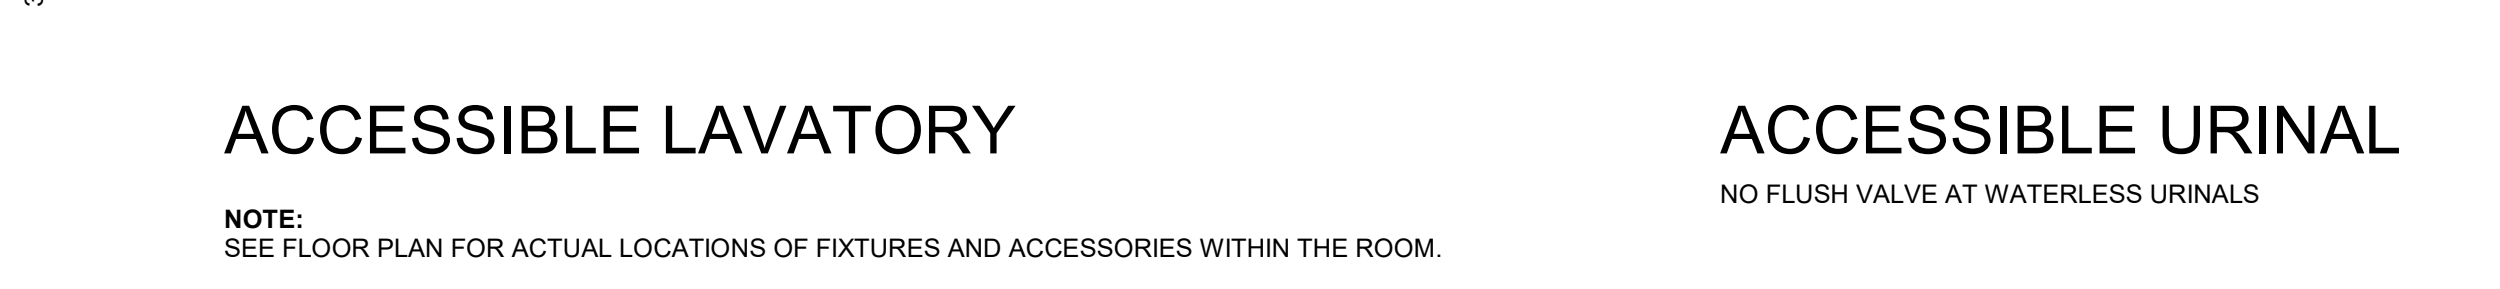 ACCESSIBLE LAVATORY
NOTE:
SEE FLOOR PLAN FOR ACTUAL LOCATIONS OF FIXTURES AND ACCESSORIES WITHIN THE ROOM.
ACCESSIBLE URINAL
NO FLUSH VALVE AT WATERLESS URINALS